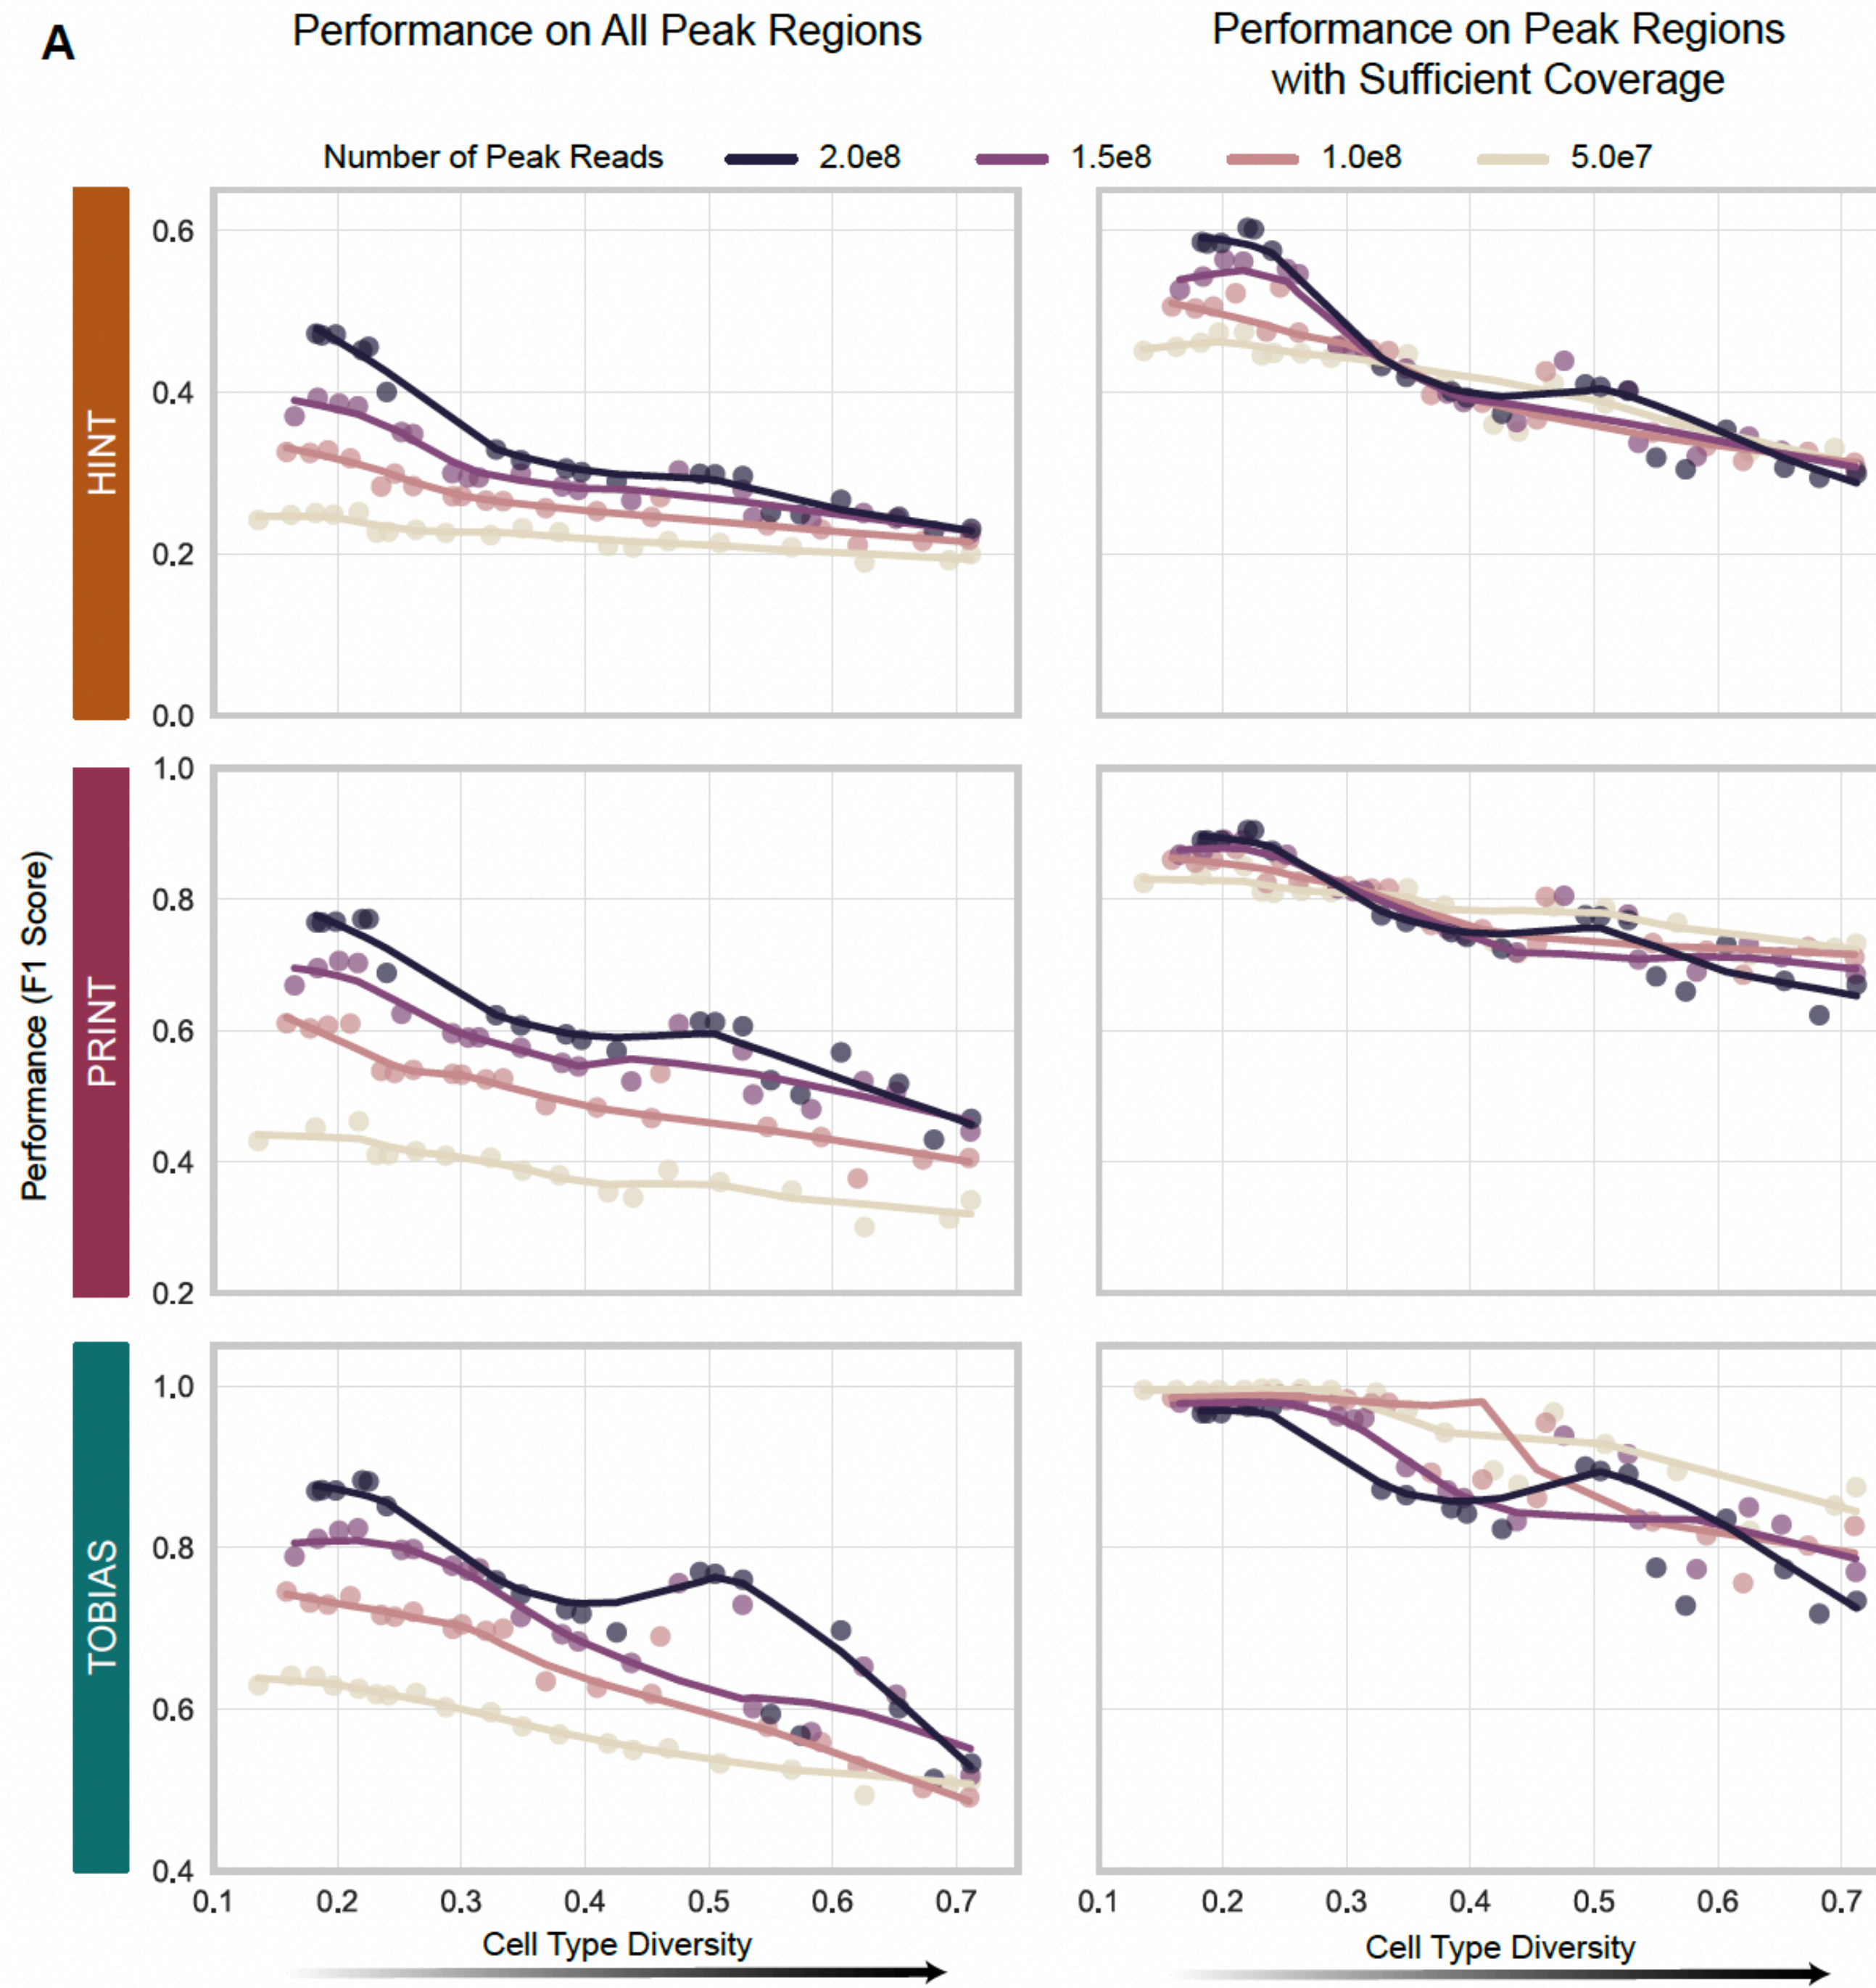 A
Performance on All Peak Regions
Performance on Peak Regions
with Sufficient Coverage
Number of Peak Reads 2.0e8 1.5e8 1.0e8 5.0e7
Performance (F1 Score)
HINT
0.6
0.4
0.2
0.0
PRINT
1.0
0.8
0.6
0.4
0.2
TOBIAS
1.0
0.8
0.6
0.4
0.1 0.2 0.3 0.4 0.5 0.6 0.7
0.1 0.2 0.3 0.4 0.5 0.6 0.7
Cell Type Diversity
Cell Type Diversity